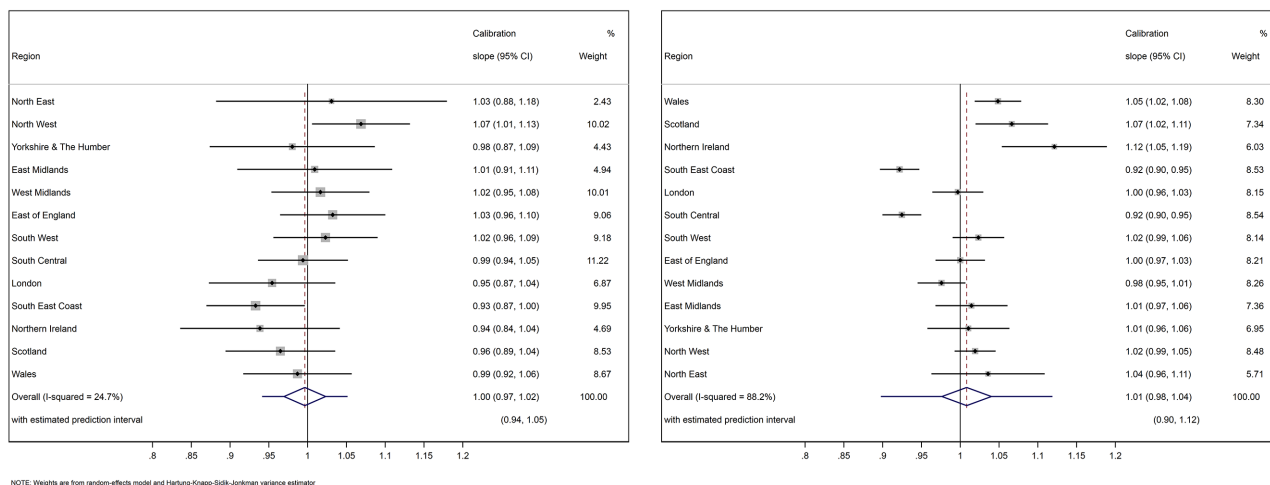 Calibration %
Region slope (95% CI) Weight
North East 1.03 (0.88, 1.18) 2.43
North West 1.07 (1.01, 1.13) 10.02
Yorkshire & The Humber 0.98 (0.87, 1.09) 4.43
East Midlands 1.01 (0.91, 1.11) 4.94
West Midlands 1.02 (0.95, 1.08) 10.01
East of England 1.03 (0.96, 1.10) 9.06
South West 1.02 (0.96, 1.09) 9.18
South Central 0.99 (0.94, 1.05) 11.22
London 0.95 (0.87, 1.04) 6.87
South East Coast 0.93 (0.87, 1.00) 9.95
Northern Ireland 0.94 (0.84, 1.04) 4.69
Scotland 0.96 (0.89, 1.04) 8.53
Wales 0.99 (0.92, 1.06) 8.67
Overall (I-squared = 24.7%) 1.00 (0.97, 1.02) 100.00
with estimated prediction interval (0.94, 1.05)
.8 .85 .9 .95 1 1.05 1.1 1.15 1.2
NOTE: Weights are from random-effects model and Hartung-Knapp-Sidik-Jonkman variance estimator
Calibration %
Region slope (95% CI) Weight
Wales 1.05 (1.02, 1.08) 8.30
Scotland 1.07 (1.02, 1.11) 7.34
Northern Ireland 1.12 (1.05, 1.19) 6.03
South East Coast 0.92 (0.90, 0.95) 8.53
London 1.00 (0.96, 1.03) 8.15
South Central 0.92 (0.90, 0.95) 8.54
South West 1.02 (0.99, 1.06) 8.14
East of England 1.00 (0.97, 1.03) 8.21
West Midlands 0.98 (0.95, 1.01) 8.26
East Midlands 1.01 (0.97, 1.06) 7.36
Yorkshire & The Humber 1.01 (0.96, 1.06) 6.95
North West 1.02 (0.99, 1.05) 8.48
North East 1.04 (0.96, 1.11) 5.71
Overall (I-squared = 88.2%) 1.01 (0.98, 1.04) 100.00
with estimated prediction interval (0.90, 1.12)
.8 .85 .9 .95 1 1.05 1.1 1.15 1.2